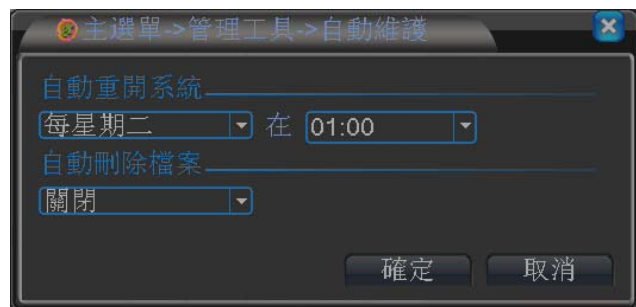 主選單->管理工具->自動維護
自動重開系統
每星期二 在 01:00
自動刪除檔案
關閉
確定 取消